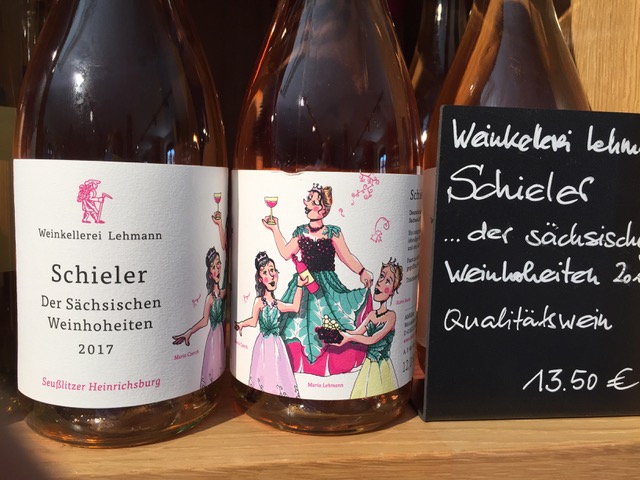 Weinkellerei Lehmann
Schieler
Der Sächsischen
Weinhoheiten
2017
Seußlitzer Heinrichsburg
Maria Lehmann
Weinkellerei Lehm
Schieler
... der sächsische
Weinhoheiten 20
Qualitätswein
13.50 €